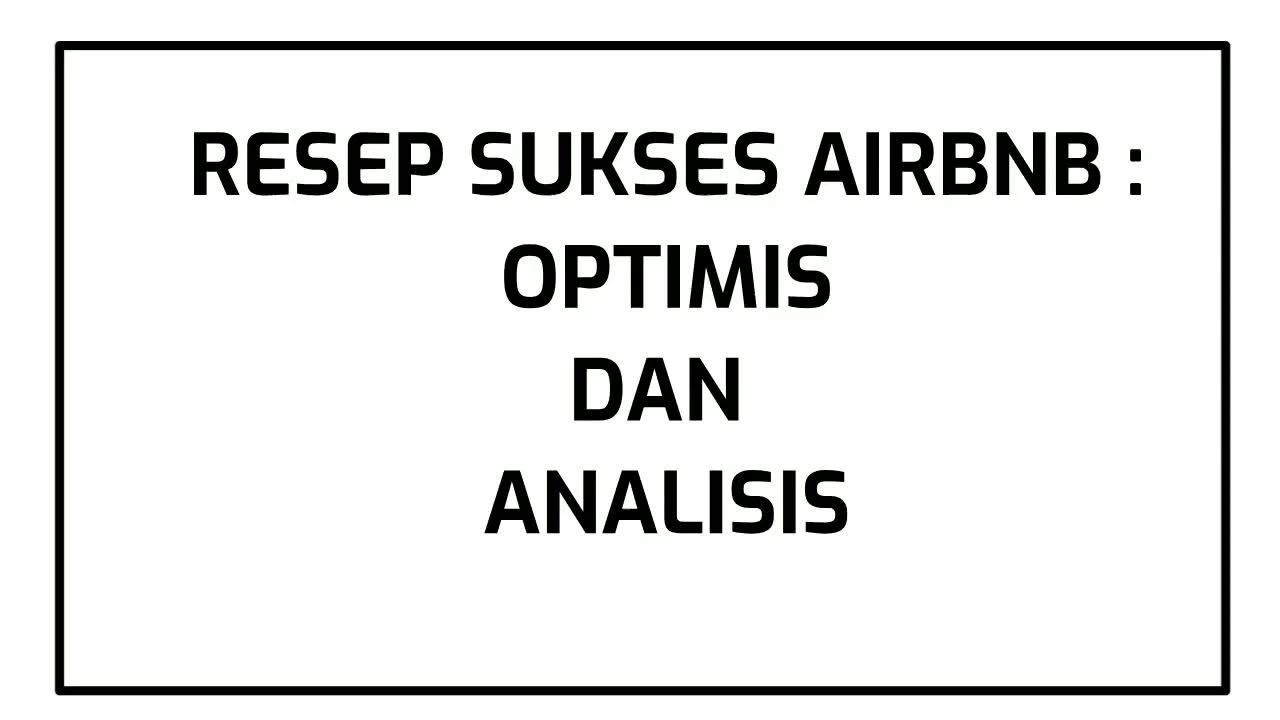 RESEP SUKSES AIRBNB :
OPTIMIS
DAN
ANALISIS